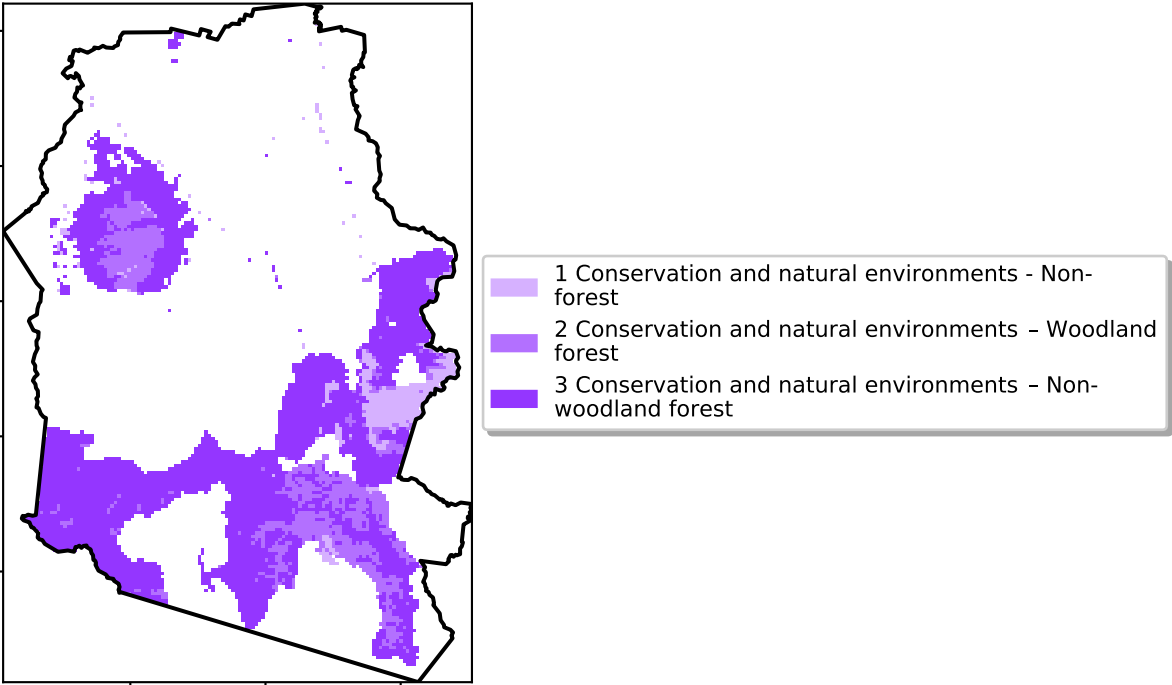 1 Conservation and natural environments - Non-
forest
2 Conservation and natural environments – Woodland
forest
3 Conservation and natural environments – Non-
woodland forest